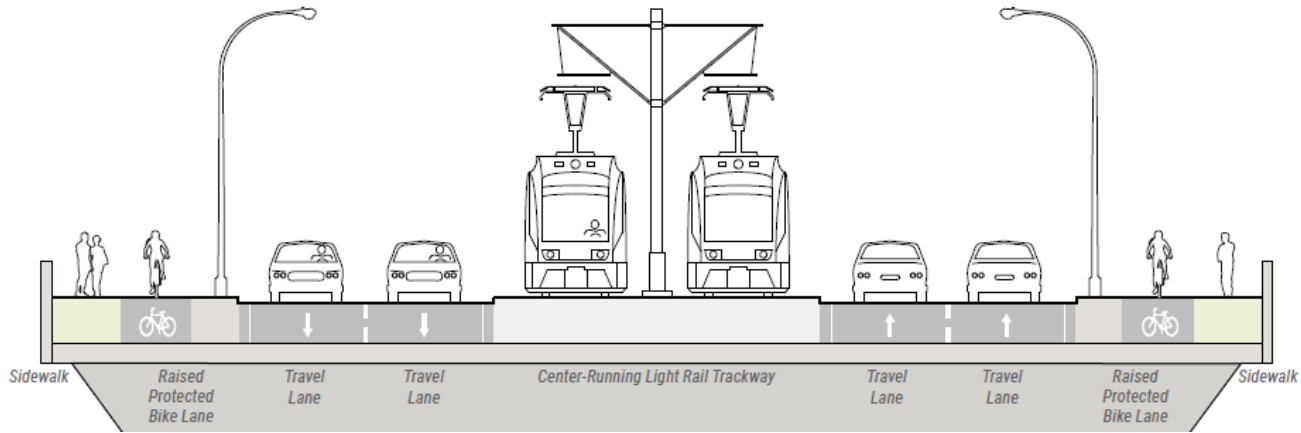 Sidewalk
Raised
Protected
Bike Lane
Travel
Lane
Travel
Lane
Center-Running Light Rail Trackway
Travel
Lane
Travel
Lane
Raised
Protected
Bike Lane
Sidewalk